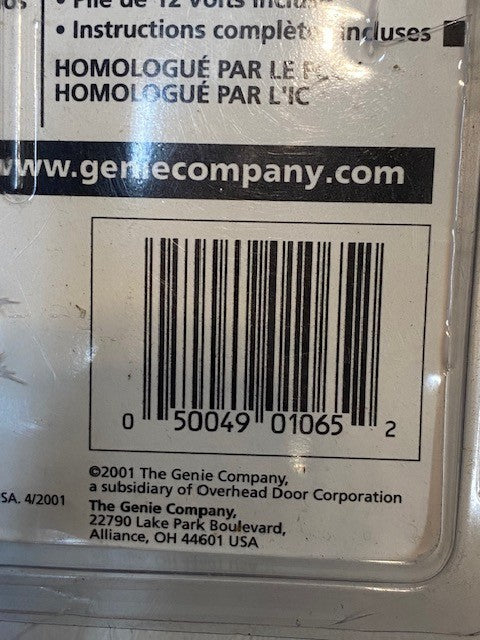 • Pile de 12 volts
• Instructions complèt incluses
HOMOLOGUÉ PAR LE
HOMOLOGUÉ PAR L'IC
www.geniecompany.com
0 50049 01065 2
©2001 The Genie Company,
a subsidiary of Overhead Door Corporation
SA. 4/2001
The Genie Company,
22790 Lake Park Boulevard,
Alliance, OH 44601 USA